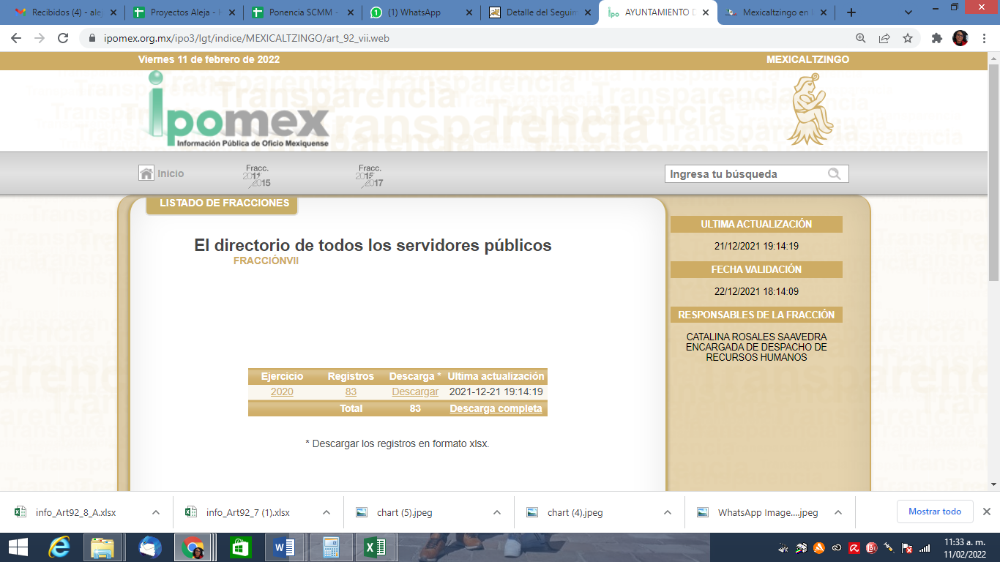 Recibidos (4) - alej
Proyectos Aleja - H
Ponencia SCMM -
(1) WhatsApp
Detalle del Seguim
AYUNTAMIENTO D
Mexicaltzingo en
ipomex.org.mx/ipo3/lgt/indice/MEXICALTZINGO/art_92_vii.web
Viernes 11 de febrero de 2022
MEXICALTZINGO
ipomex
Información Pública de Oficio Mexiquense
Transparencia
Inicio
Fracc.
2015
Fracc.
2017
Ingresa tu búsqueda
LISTADO DE FRACCIONES
El directorio de todos los servidores públicos
FRACCIÓNVII
ULTIMA ACTUALIZACIÓN
21/12/2021 19:14:19
FECHA VALIDACIÓN
22/12/2021 18:14:09
RESPONSABLES DE LA FRACCIÓN
CATALINA ROSALES SAAVEDRA
ENCARGADA DE DESPACHO DE
RECURSOS HUMANOS
Ejercicio Registros Descarga * Ultima actualización
2020 83 Descargar 2021-12-21 19:14:19
Total 83 Descarga completa
* Descargar los registros en formato xlsx.
info_Art92_8_A.xlsx
info_Art92_7 (1).xlsx
chart (5).jpeg
chart (4).jpeg
WhatsApp Image....jpeg
Mostrar todo
11:33 a. m.
11/02/2022